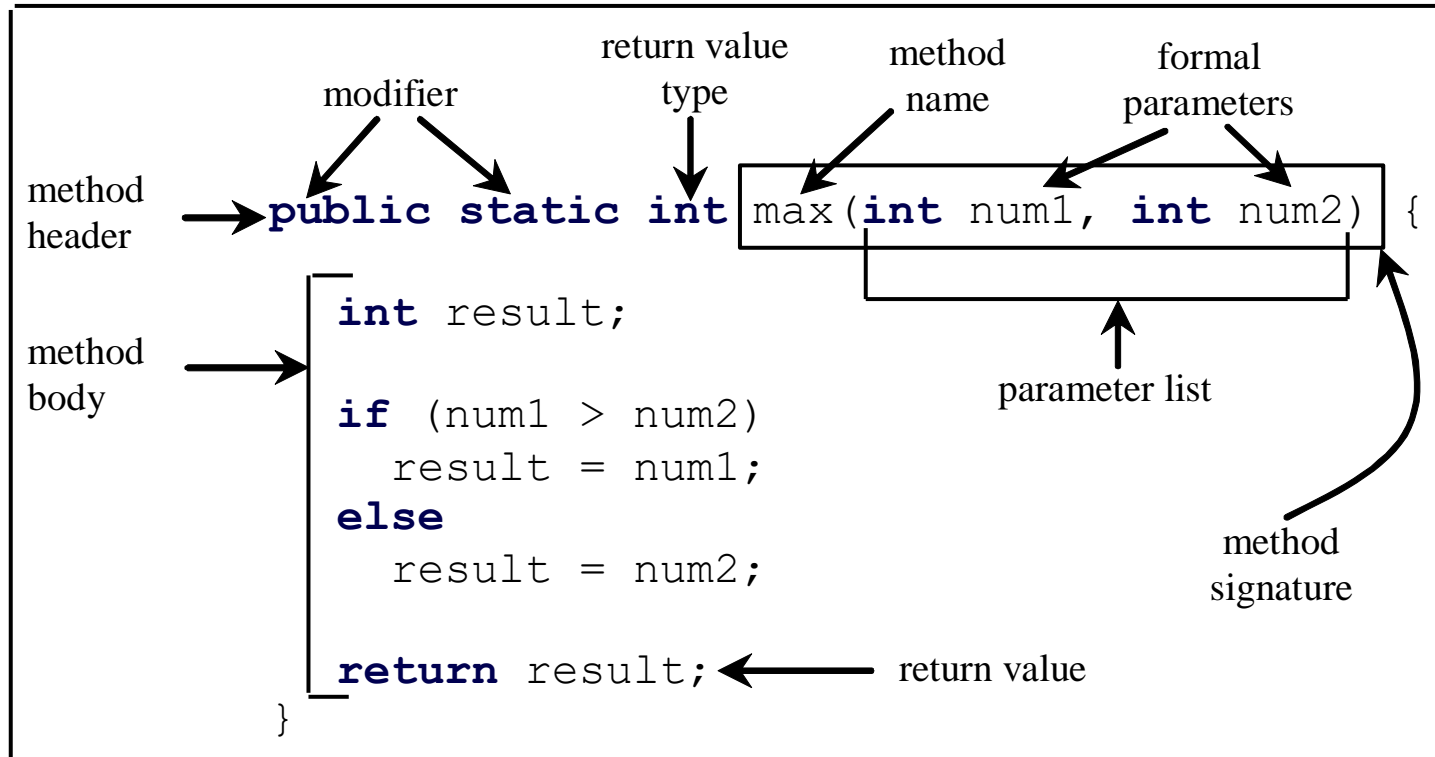 return value
type
method
name
formal
parameters
modifier
method
header
public static int max(int num1, int num2) {
int result;
method
body
parameter list
if (num1 > num2)
result = num1;
else
result = num2;
method
signature
return result;
return value
}